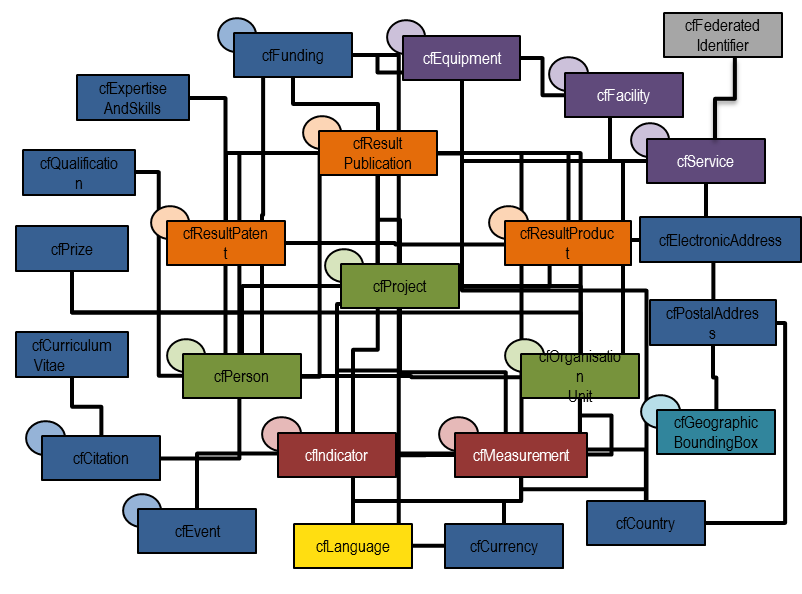 cfFederated
Identifier
cfFunding
cfEquipment
cfFacility
cfExpertise
AndSkills
cfResult
Publication
cfService
cfQualificatio
n
cfPrize
cfResultPaten
t
cfResultProduc
t
cfElectronicAddress
cfProject
cfPostalAddres
s
cfCurriculum
Vitae
cfPerson
cfOrganisatio
n
Unit
cfGeographic
BoundingBox
cfCitation
cfIndicator
cfMeasurement
cfEvent
cfLanguage
cfCurrency
cfCountry